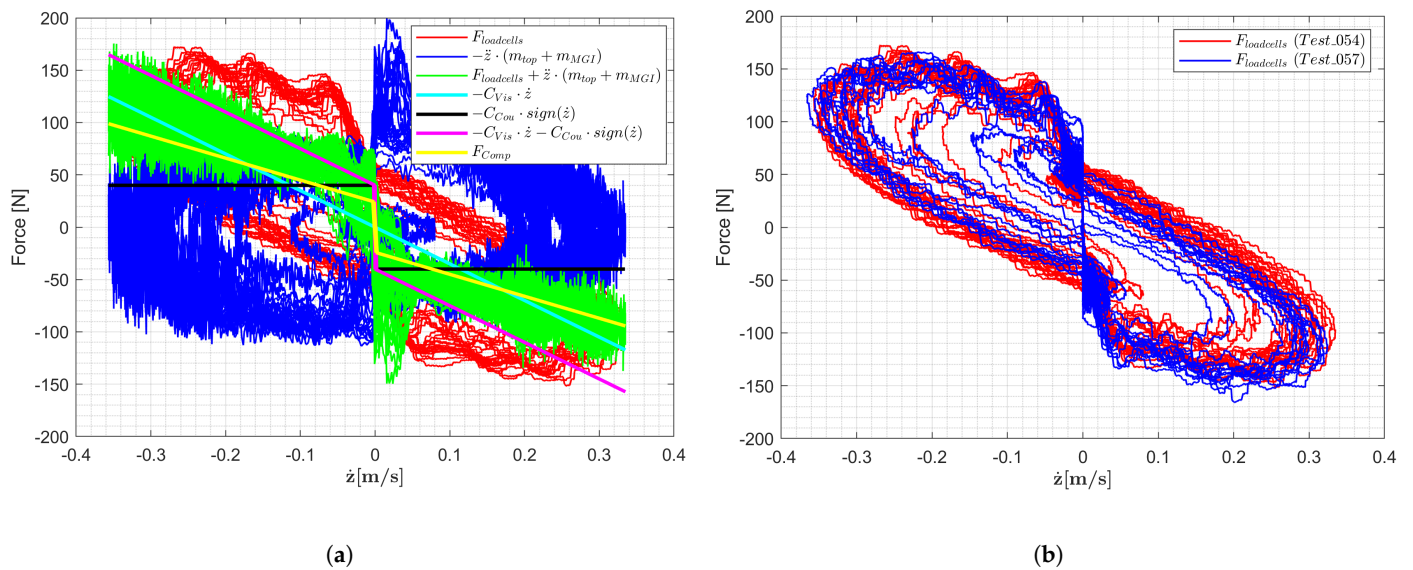 200
150
100
50
0
-50
-100
-150
-200
Force [N]
-0.4
-0.3
-0.2
-0.1
0
0.1
0.2
0.3
0.4
ż[m/s]
F_loadcells
−z̈ · (m_top + m_MGI)
F_loadcells + z̈ · (m_top + m_MGI)
−C_Vis · ż
−C_Cou · sign(ż)
−C_Vis · ż − C_Cou · sign(ż)
F_Comp
(a)
200
150
100
50
0
-50
-100
-150
-200
Force [N]
-0.4
-0.3
-0.2
-0.1
0
0.1
0.2
0.3
0.4
ż[m/s]
F_loadcells (Test_054)
F_loadcells (Test_057)
(b)